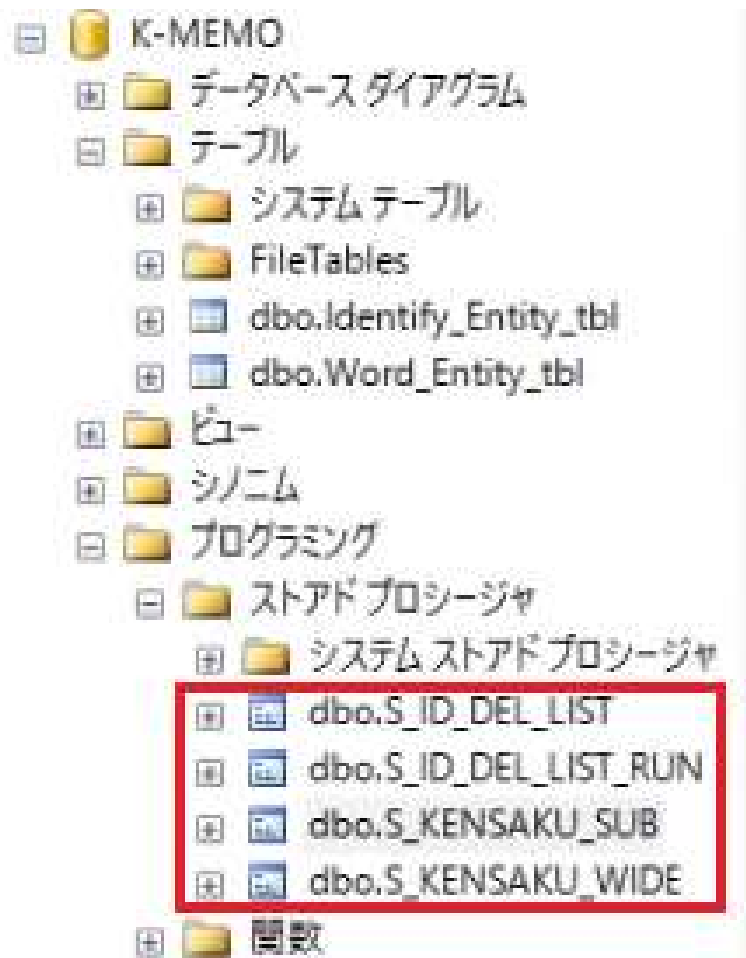 K-MEMO
データベース ダイアグラム
テーブル
システム テーブル
FileTables
dbo.Identify_Entity_tbl
dbo.Word_Entity_tbl
ビュー
シノニム
プログラミング
ストアド プロシージャ
システム ストアド プロシージャ
dbo.S_ID_DEL_LIST
dbo.S_ID_DEL_LIST_RUN
dbo.S_KENSAKU_SUB
dbo.S_KENSAKU_WIDE
関数